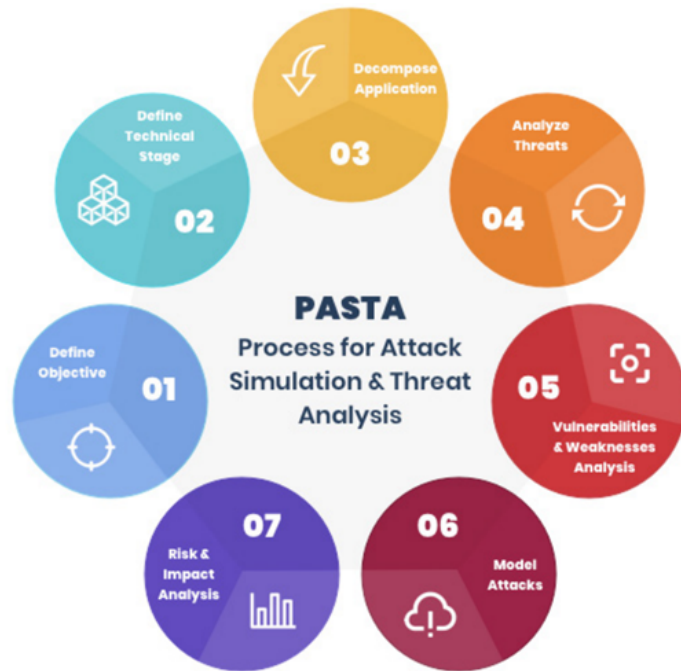 PASTA
Process for Attack
Simulation & Threat
Analysis
Define
Objective
01
Define
Technical
Stage
02
Decompose
Application
03
Analyze
Threats
04
05
Vulnerabilities
& Weaknesses
Analysis
06
Model
Attacks
07
Risk &
Impact
Analysis